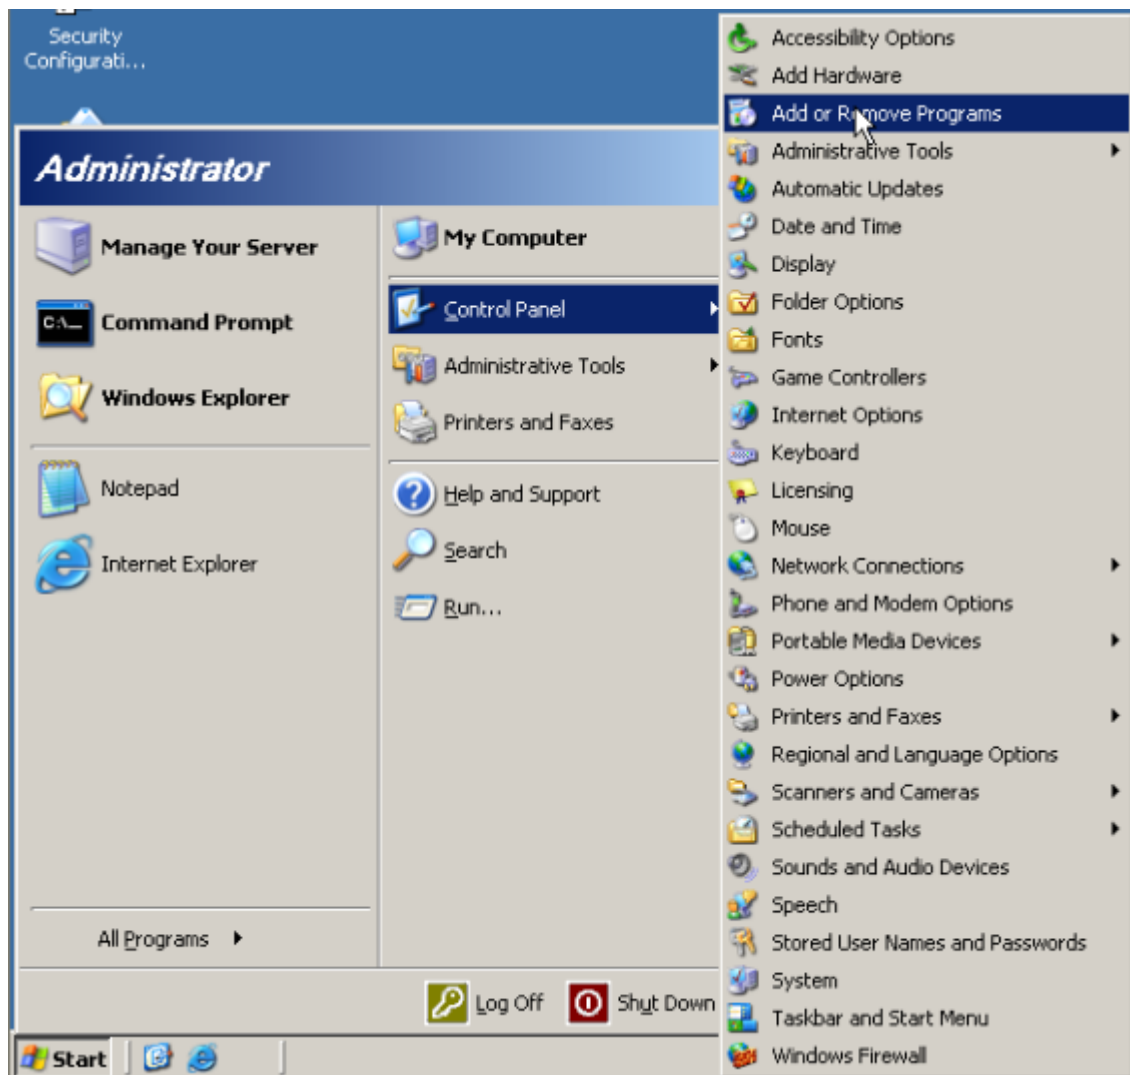 Security
Configurati...
Administrator
Manage Your Server
Command Prompt
Windows Explorer
Notepad
Internet Explorer
All Programs
My Computer
Control Panel
Administrative Tools
Printers and Faxes
Help and Support
Search
Run...
Log Off
Shut Down
Start
Accessibility Options
Add Hardware
Add or Remove Programs
Administrative Tools
Automatic Updates
Date and Time
Display
Folder Options
Fonts
Game Controllers
Internet Options
Keyboard
Licensing
Mouse
Network Connections
Phone and Modem Options
Portable Media Devices
Power Options
Printers and Faxes
Regional and Language Options
Scanners and Cameras
Scheduled Tasks
Sounds and Audio Devices
Speech
Stored User Names and Passwords
System
Taskbar and Start Menu
Windows Firewall